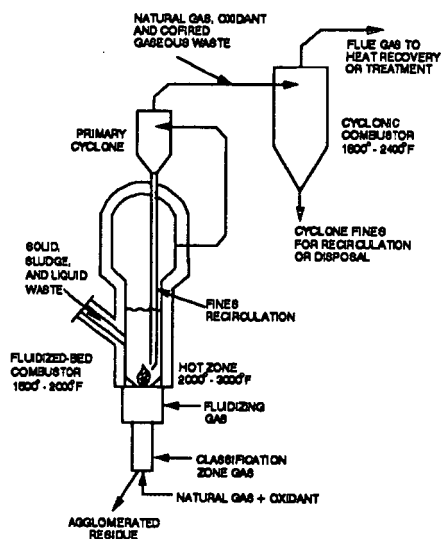 NATURAL GAS, OXIDANT
AND COFIRED
GASEOUS WASTE
FLUE GAS TO
HEAT RECOVERY
OR TREATMENT
PRIMARY
CYCLONE
CYCLONIC
COMBUSTOR
1600° - 2400°F
CYCLONE FINES
FOR RECIRCULATION
OR DISPOSAL
SOLID,
SLUDGE,
AND LIQUID
WASTE
FINES
RECIRCULATION
FLUIDIZED-BED
COMBUSTOR
1500° - 2000°F
HOT ZONE
2000° - 3000°F
FLUIDIZING
GAS
CLASSIFICATION
ZONE GAS
NATURAL GAS + OXIDANT
AGGLOMERATED
RESIDUE